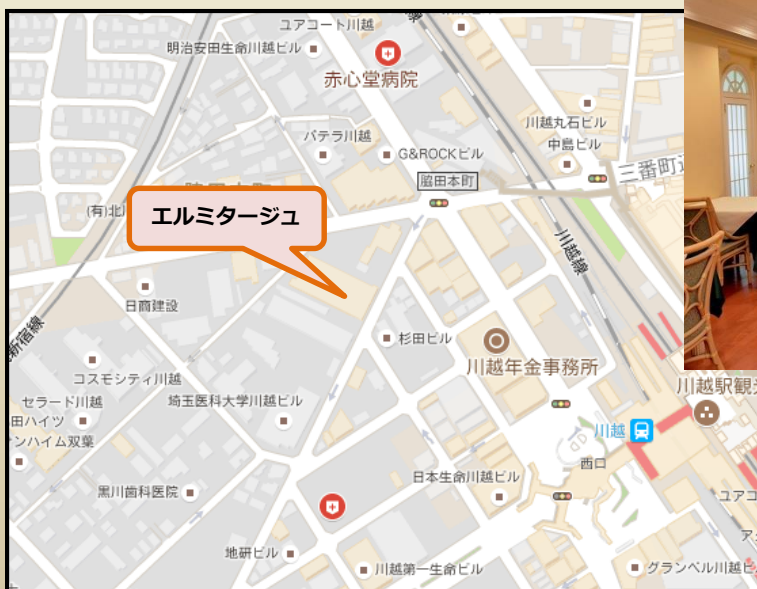 ユアコート川越
明治安田生命川越ビル
赤心堂病院
川越丸石ビル
パテラ川越
中島ビル
G&ROCKビル
三番町
脇田本町
エルミタージュ
川越線
日商建設
新宿線
杉田ビル
川越年金事務所
コスモシティ川越
川越駅観
セラード川越
埼玉医科大学川越ビル
田ハイツ
ンハイム双葉
川越
西口
日本生命川越ビル
黒川歯科医院
ユアコ
地研ビル
川越第一生命ビル
グランベル川越ビ